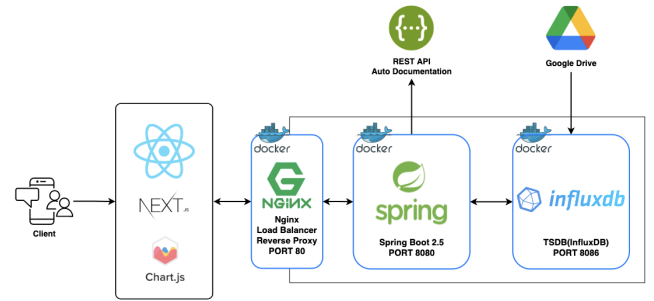 REST API
Auto Documentation
Google Drive
docker
docker
docker
NEXT.JS
NGINX
spring
influxdb
Client
Chart.js
Nginx
Load Balancer
Reverse Proxy
PORT 80
Spring Boot 2.5
PORT 8080
TSDB(InfluxDB)
PORT 8086